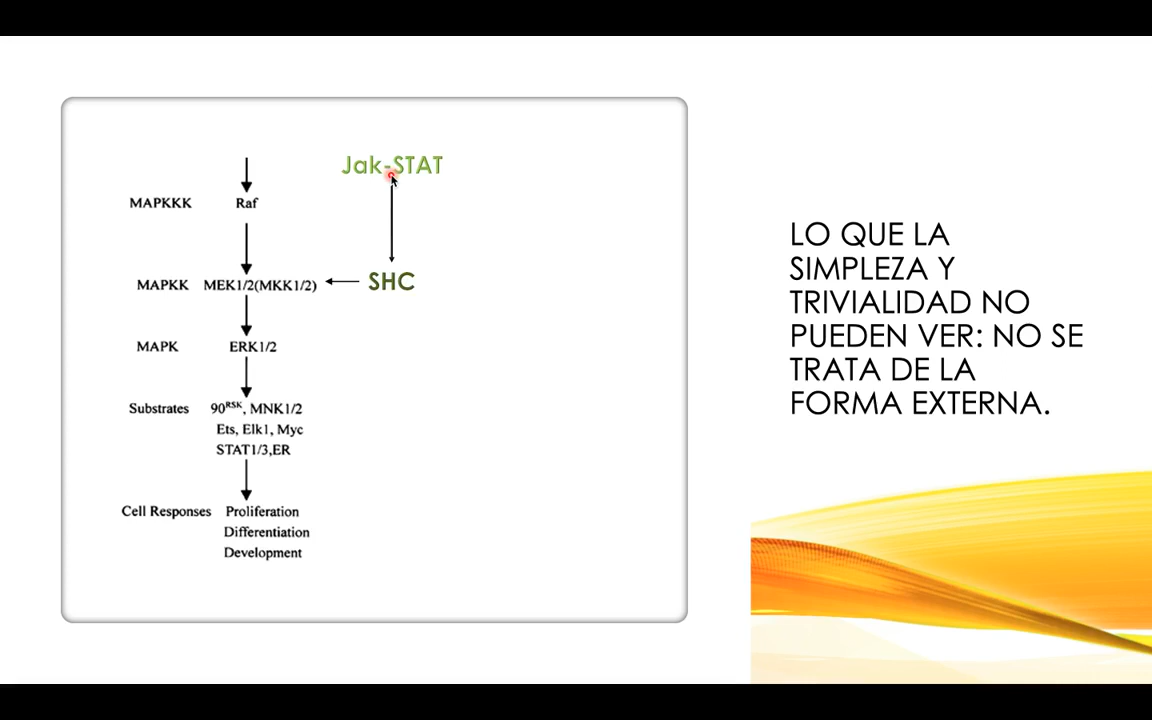 Jak-STAT
MAPKKK Raf
MAPKK MEK1/2(MKK1/2) SHC
MAPK ERK1/2
Substrates 90RSK, MNK1/2
Ets, Elk1, Myc
STAT1/3,ER
Cell Responses Proliferation
Differentiation
Development
LO QUE LA
SIMPLEZA Y
TRIVIALIDAD NO
PUEDEN VER: NO SE
TRATA DE LA
FORMA EXTERNA.